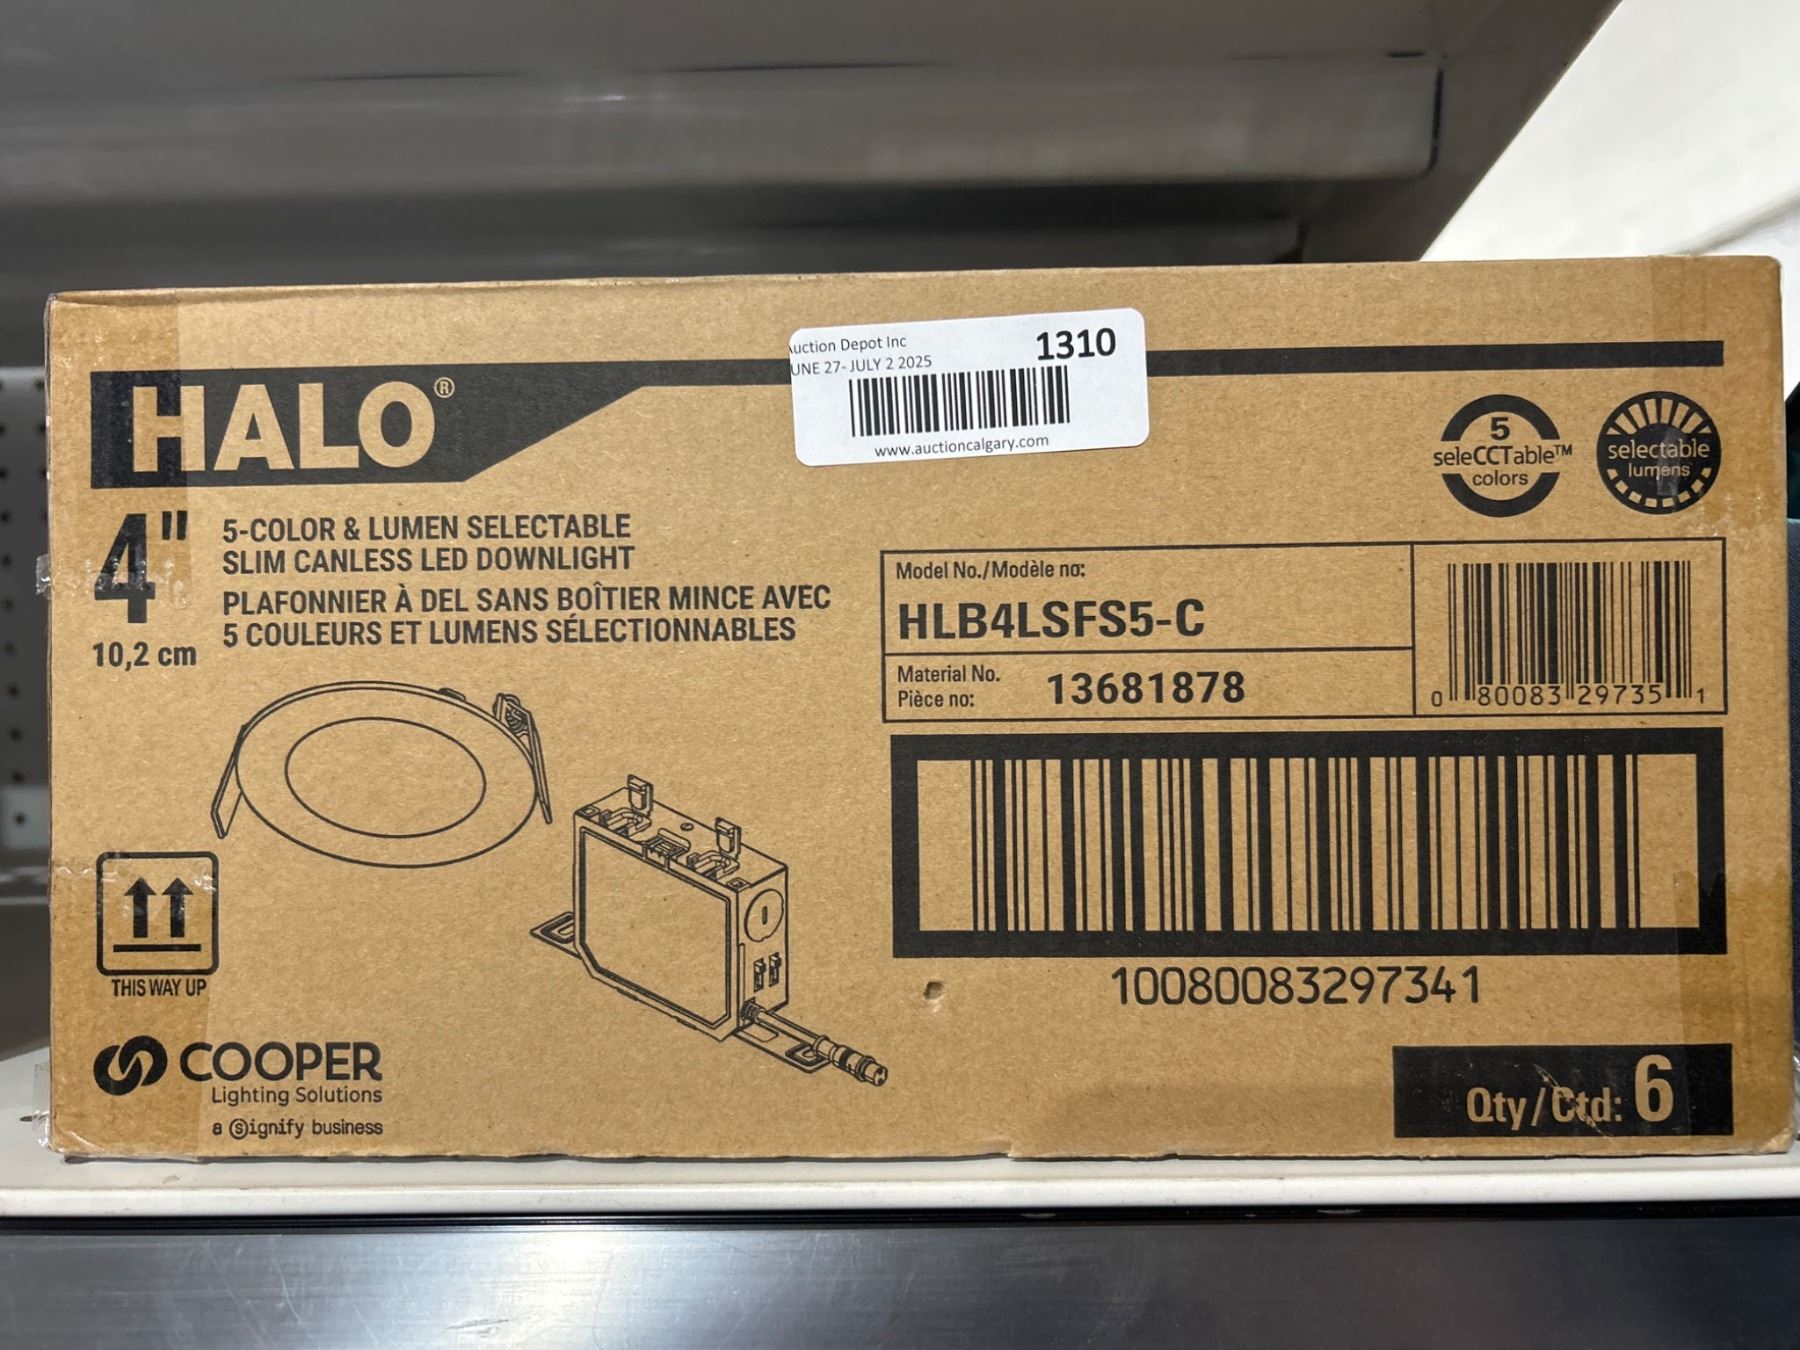 uction Depot Inc
1310
UNE 27- JULY 2 2025
www.auctioncalgary.com
HALO®
5
seleCCTable™
colors
selectable
lumens
4"
10,2 cm
5-COLOR & LUMEN SELECTABLE
SLIM CANLESS LED DOWNLIGHT
PLAFONNIER À DEL SANS BOÎTIER MINCE AVEC
5 COULEURS ET LUMENS SÉLECTIONNABLES
Model No./Modèle no:
HLB4LSFS5-C
Material No.
Pièce no:
13681878
0 80083 29735 1
10080083297341
THIS WAY UP
COOPER
Lighting Solutions
a Signify business
Qty/Ctd: 6